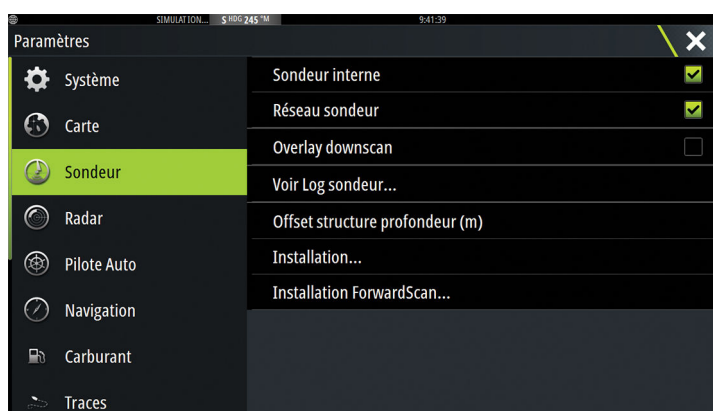 SIMULATION... S HDG 245 °M 9:41:39
Paramètres
Système
Carte
Sondeur
Radar
Pilote Auto
Navigation
Carburant
Traces
Sondeur interne
Réseau sondeur
Overlay downscan
Voir Log sondeur...
Offset structure profondeur (m)
Installation...
Installation ForwardScan...